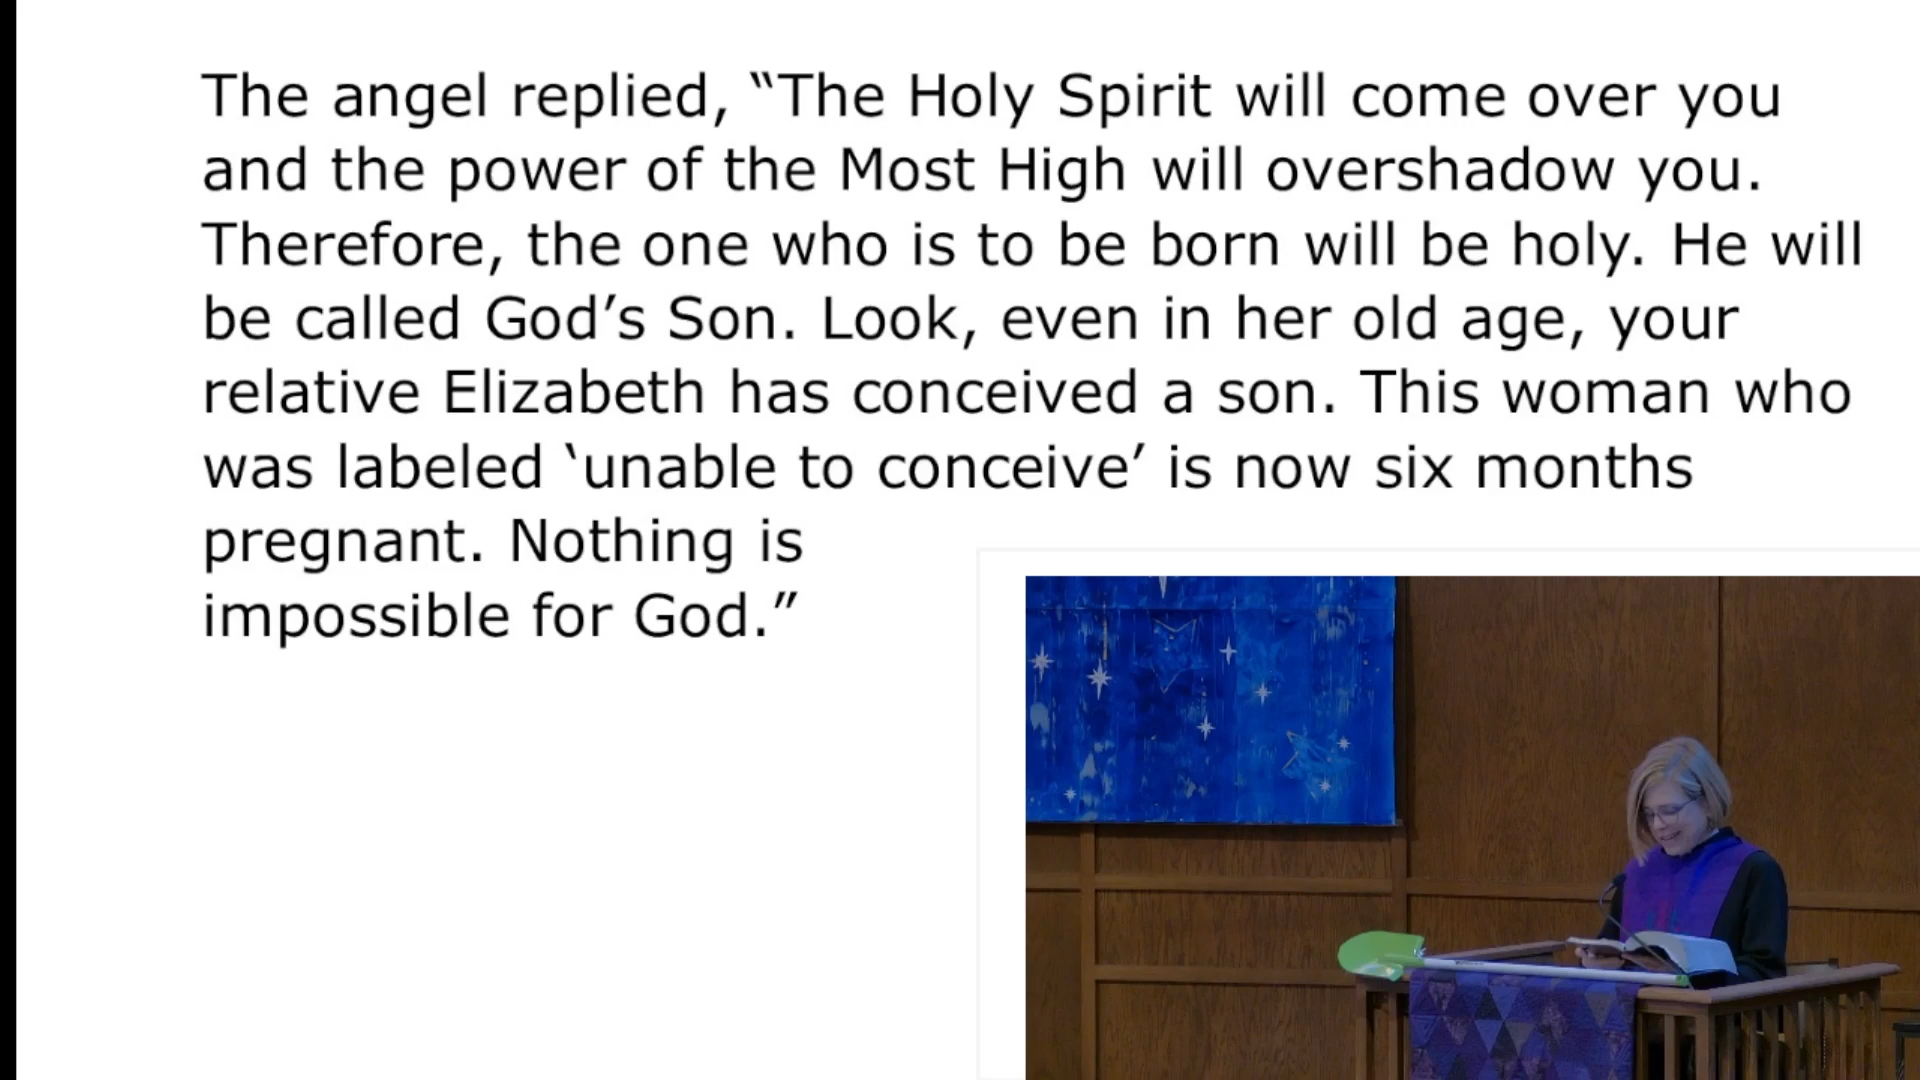 The angel replied, “The Holy Spirit will come over you
and the power of the Most High will overshadow you.
Therefore, the one who is to be born will be holy. He will
be called God’s Son. Look, even in her old age, your
relative Elizabeth has conceived a son. This woman who
was labeled ‘unable to conceive’ is now six months
pregnant. Nothing is
impossible for God.”